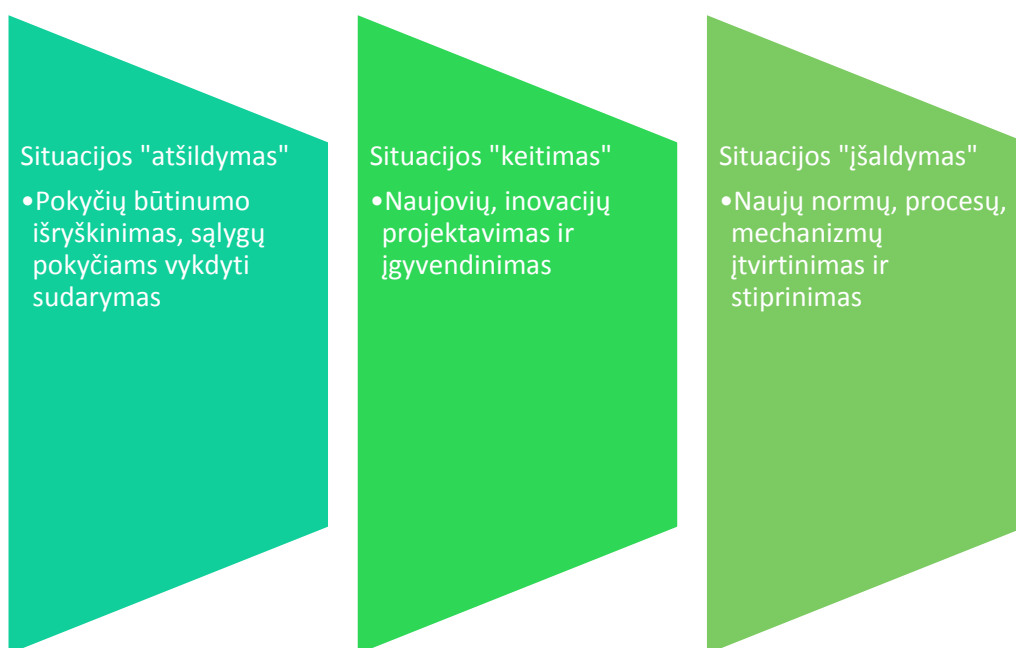 Situacijos "atšildymas"
•Pokyčių būtinumo
išryškinimas, sąlygų
pokyčiams vykdyti
sudarymas
Situacijos "keitimas"
•Naujovių, inovacijų
projektavimas ir
įgyvendinimas
Situacijos "įšaldymas"
•Naujų normų, procesų,
mechanizmų
įtvirtinimas ir
stiprinimas